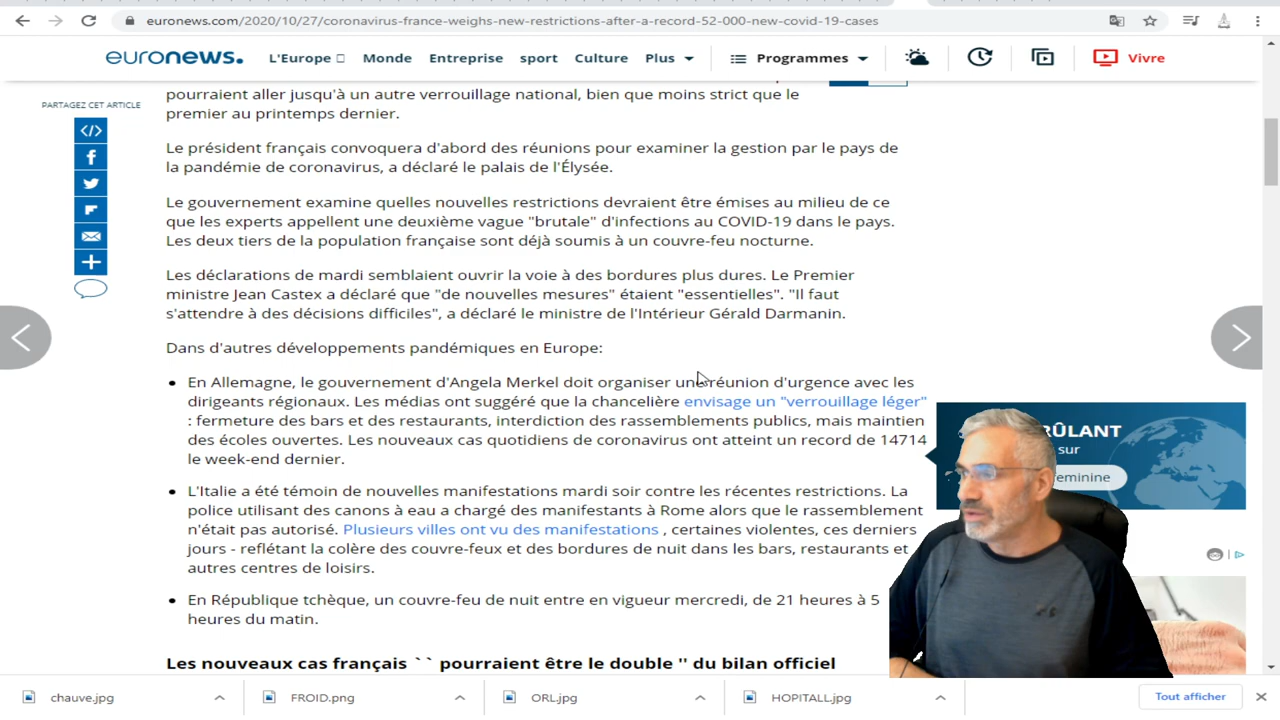 euronews.com/2020/10/27/coronavirus-france-weighs-new-restrictions-after-a-record-52-000-new-covid-19-cases
euronews. L'Europe Monde Entreprise sport Culture Plus Programmes Vivre
PARTAGEZ CET ARTICLE
pourraient aller jusqu'à un autre verrouillage national, bien que moins strict que le
premier au printemps dernier.
Le président français convoquera d'abord des réunions pour examiner la gestion par le pays de
la pandémie de coronavirus, a déclaré le palais de l'Élysée.
Le gouvernement examine quelles nouvelles restrictions devraient être émises au milieu de ce
que les experts appellent une deuxième vague "brutale" d'infections au COVID-19 dans le pays.
Les deux tiers de la population française sont déjà soumis à un couvre-feu nocturne.
Les déclarations de mardi semblaient ouvrir la voie à des bordures plus dures. Le Premier
ministre Jean Castex a déclaré que "de nouvelles mesures" étaient "essentielles". "Il faut
s'attendre à des décisions difficiles", a déclaré le ministre de l'Intérieur Gérald Darmanin.
Dans d'autres développements pandémiques en Europe:
• En Allemagne, le gouvernement d'Angela Merkel doit organiser une réunion d'urgence avec les
dirigeants régionaux. Les médias ont suggéré que la chancelière envisage un "verrouillage léger"
: fermeture des bars et des restaurants, interdiction des rassemblements publics, mais maintien
des écoles ouvertes. Les nouveaux cas quotidiens de coronavirus ont atteint un record de 14714
le week-end dernier.
• L'Italie a été témoin de nouvelles manifestations mardi soir contre les récentes restrictions. La
police utilisant des canons à eau a chargé des manifestants à Rome alors que le rassemblement
n'était pas autorisé. Plusieurs villes ont vu des manifestations , certaines violentes, ces derniers
jours - reflétant la colère des couvre-feux et des bordures de nuit dans les bars, restaurants et
autres centres de loisirs.
• En République tchèque, un couvre-feu de nuit entre en vigueur mercredi, de 21 heures à 5
heures du matin.
Les nouveaux cas français `` pourraient être le double '' du bilan officiel
sur
chauve.jpg FROID.png ORL.jpg HOPITALL.jpg Tout afficher